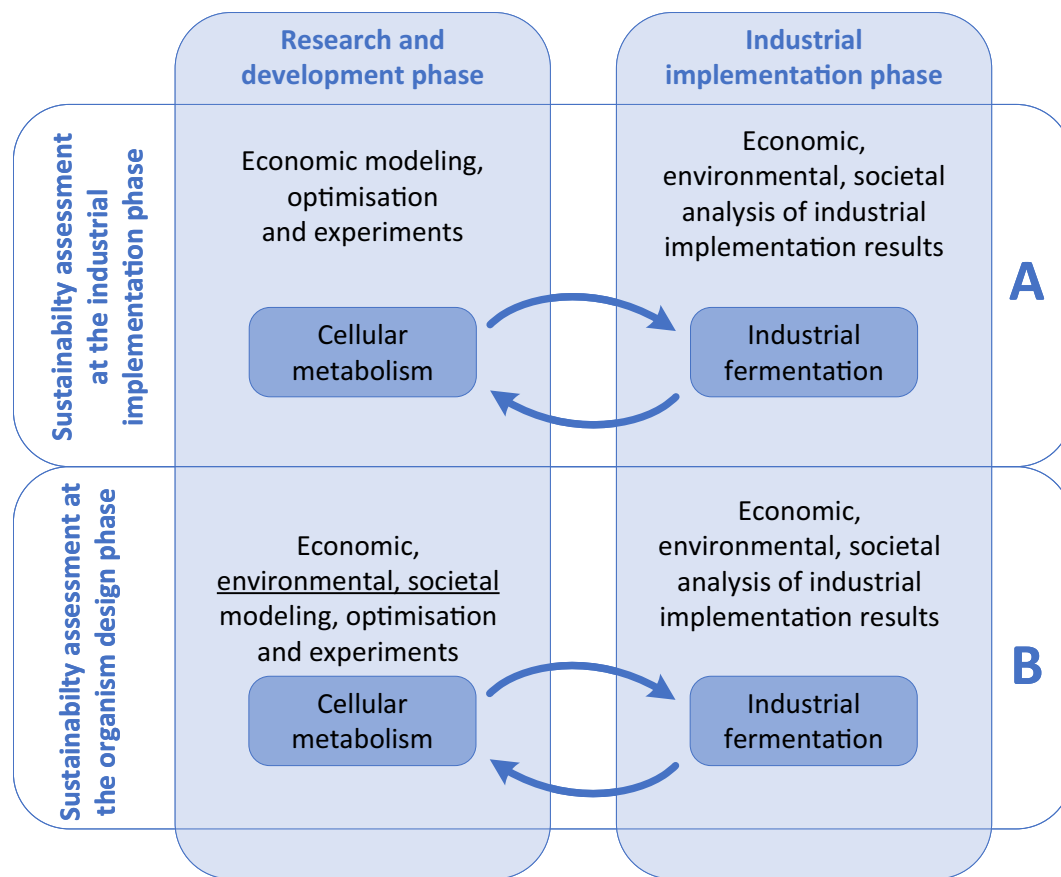 Research and
development phase
Industrial
implementation phase
Sustainabilty assessment
at the industrial
implementation phase
Economic modeling,
optimisation
and experiments
Economic,
environmental, societal
analysis of industrial
implementation results
A
Cellular
metabolism
Industrial
fermentation
Sustainabilty assessment at
the organism design phase
Economic,
environmental, societal
modeling, optimisation
and experiments
Economic,
environmental, societal
analysis of industrial
implementation results
B
Cellular
metabolism
Industrial
fermentation